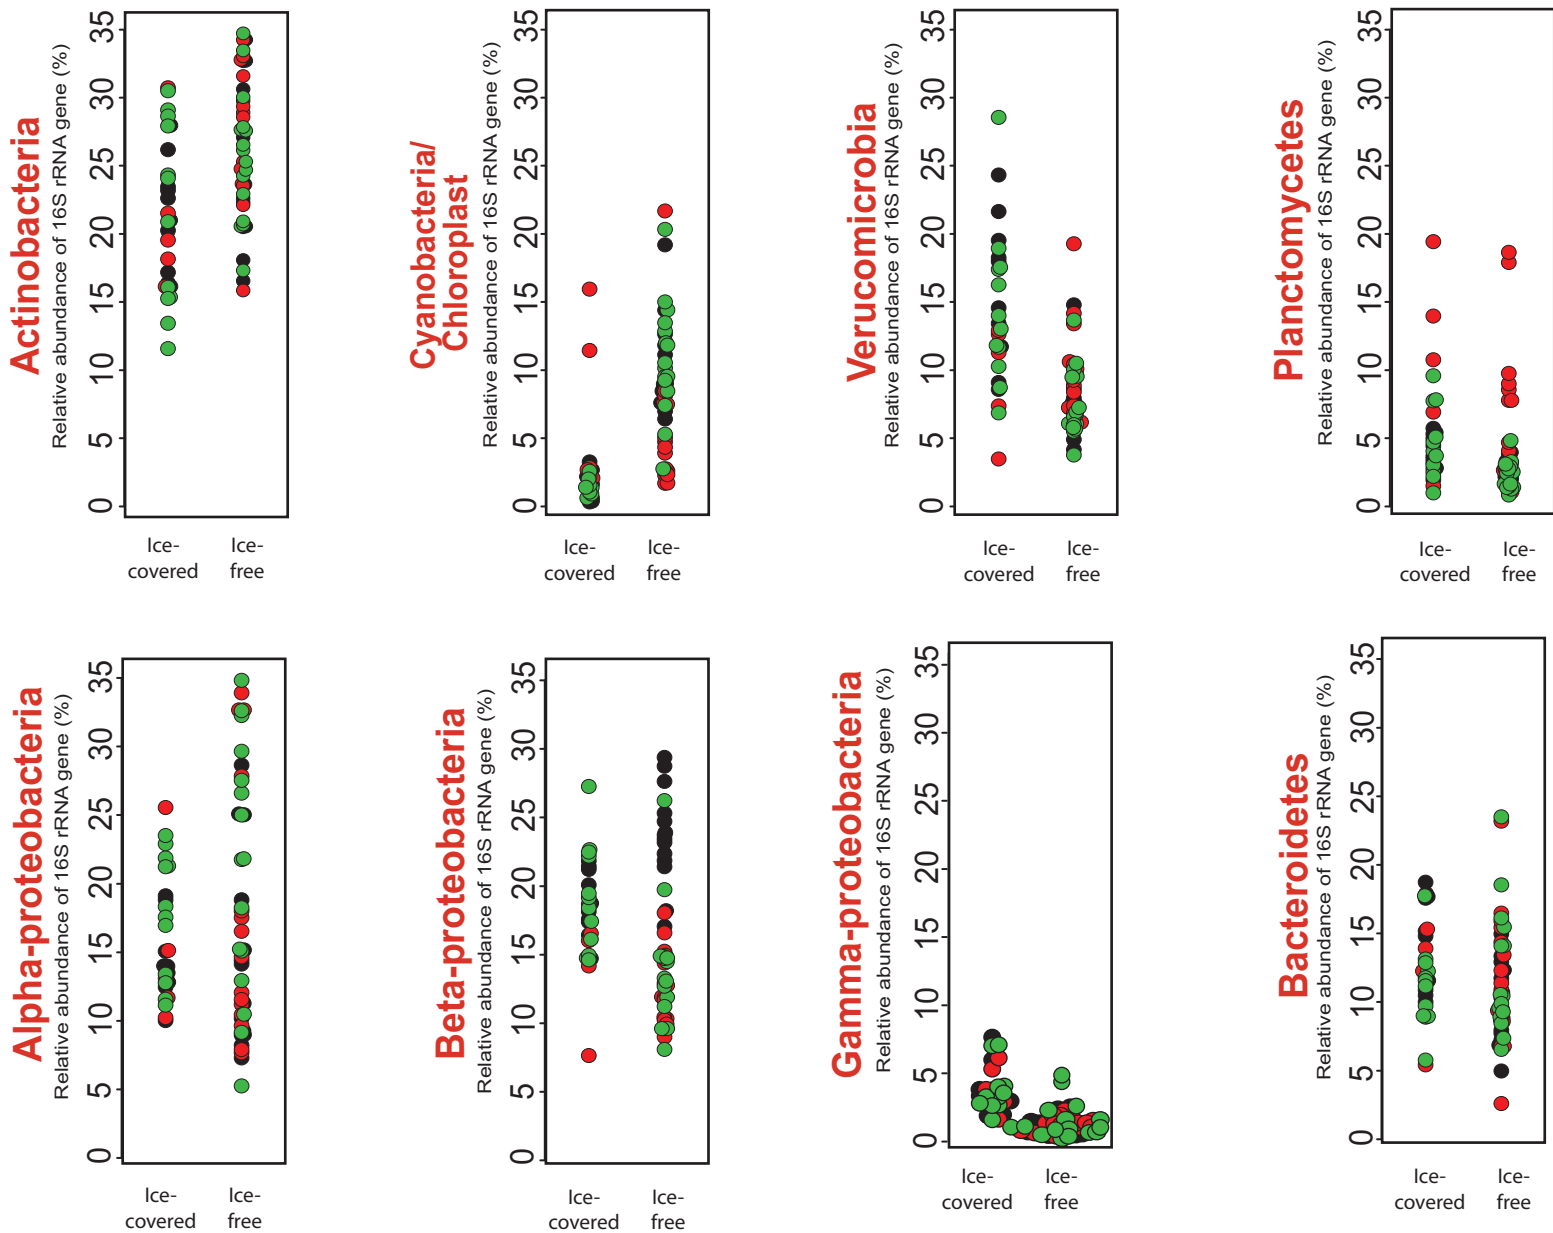 Actinobacteria
Relative abundance of 16S rRNA gene (%)
35
30
25
20
15
10
5
0
Ice-
covered
Ice-
free
Cyanobacteria/
Chloroplast
Relative abundance of 16S rRNA gene (%)
35
30
25
20
15
10
5
0
Ice-
covered
Ice-
free
Verucomicrobia
Relative abundance of 16S rRNA gene (%)
35
30
25
20
15
10
5
0
Ice-
covered
Ice-
free
Planctomycetes
Relative abundance of 16S rRNA gene (%)
35
30
25
20
15
10
5
0
Ice-
covered
Ice-
free
Alpha-proteobacteria
Relative abundance of 16S rRNA gene (%)
35
30
25
20
15
10
5
0
Ice-
covered
Ice-
free
Beta-proteobacteria
Relative abundance of 16S rRNA gene (%)
35
30
25
20
15
10
5
0
Ice-
covered
Ice-
free
Gamma-proteobacteria
Relative abundance of 16S rRNA gene (%)
35
30
25
20
15
10
5
0
Ice-
covered
Ice-
free
Bacteroidetes
Relative abundance of 16S rRNA gene (%)
35
30
25
20
15
10
5
0
Ice-
covered
Ice-
free